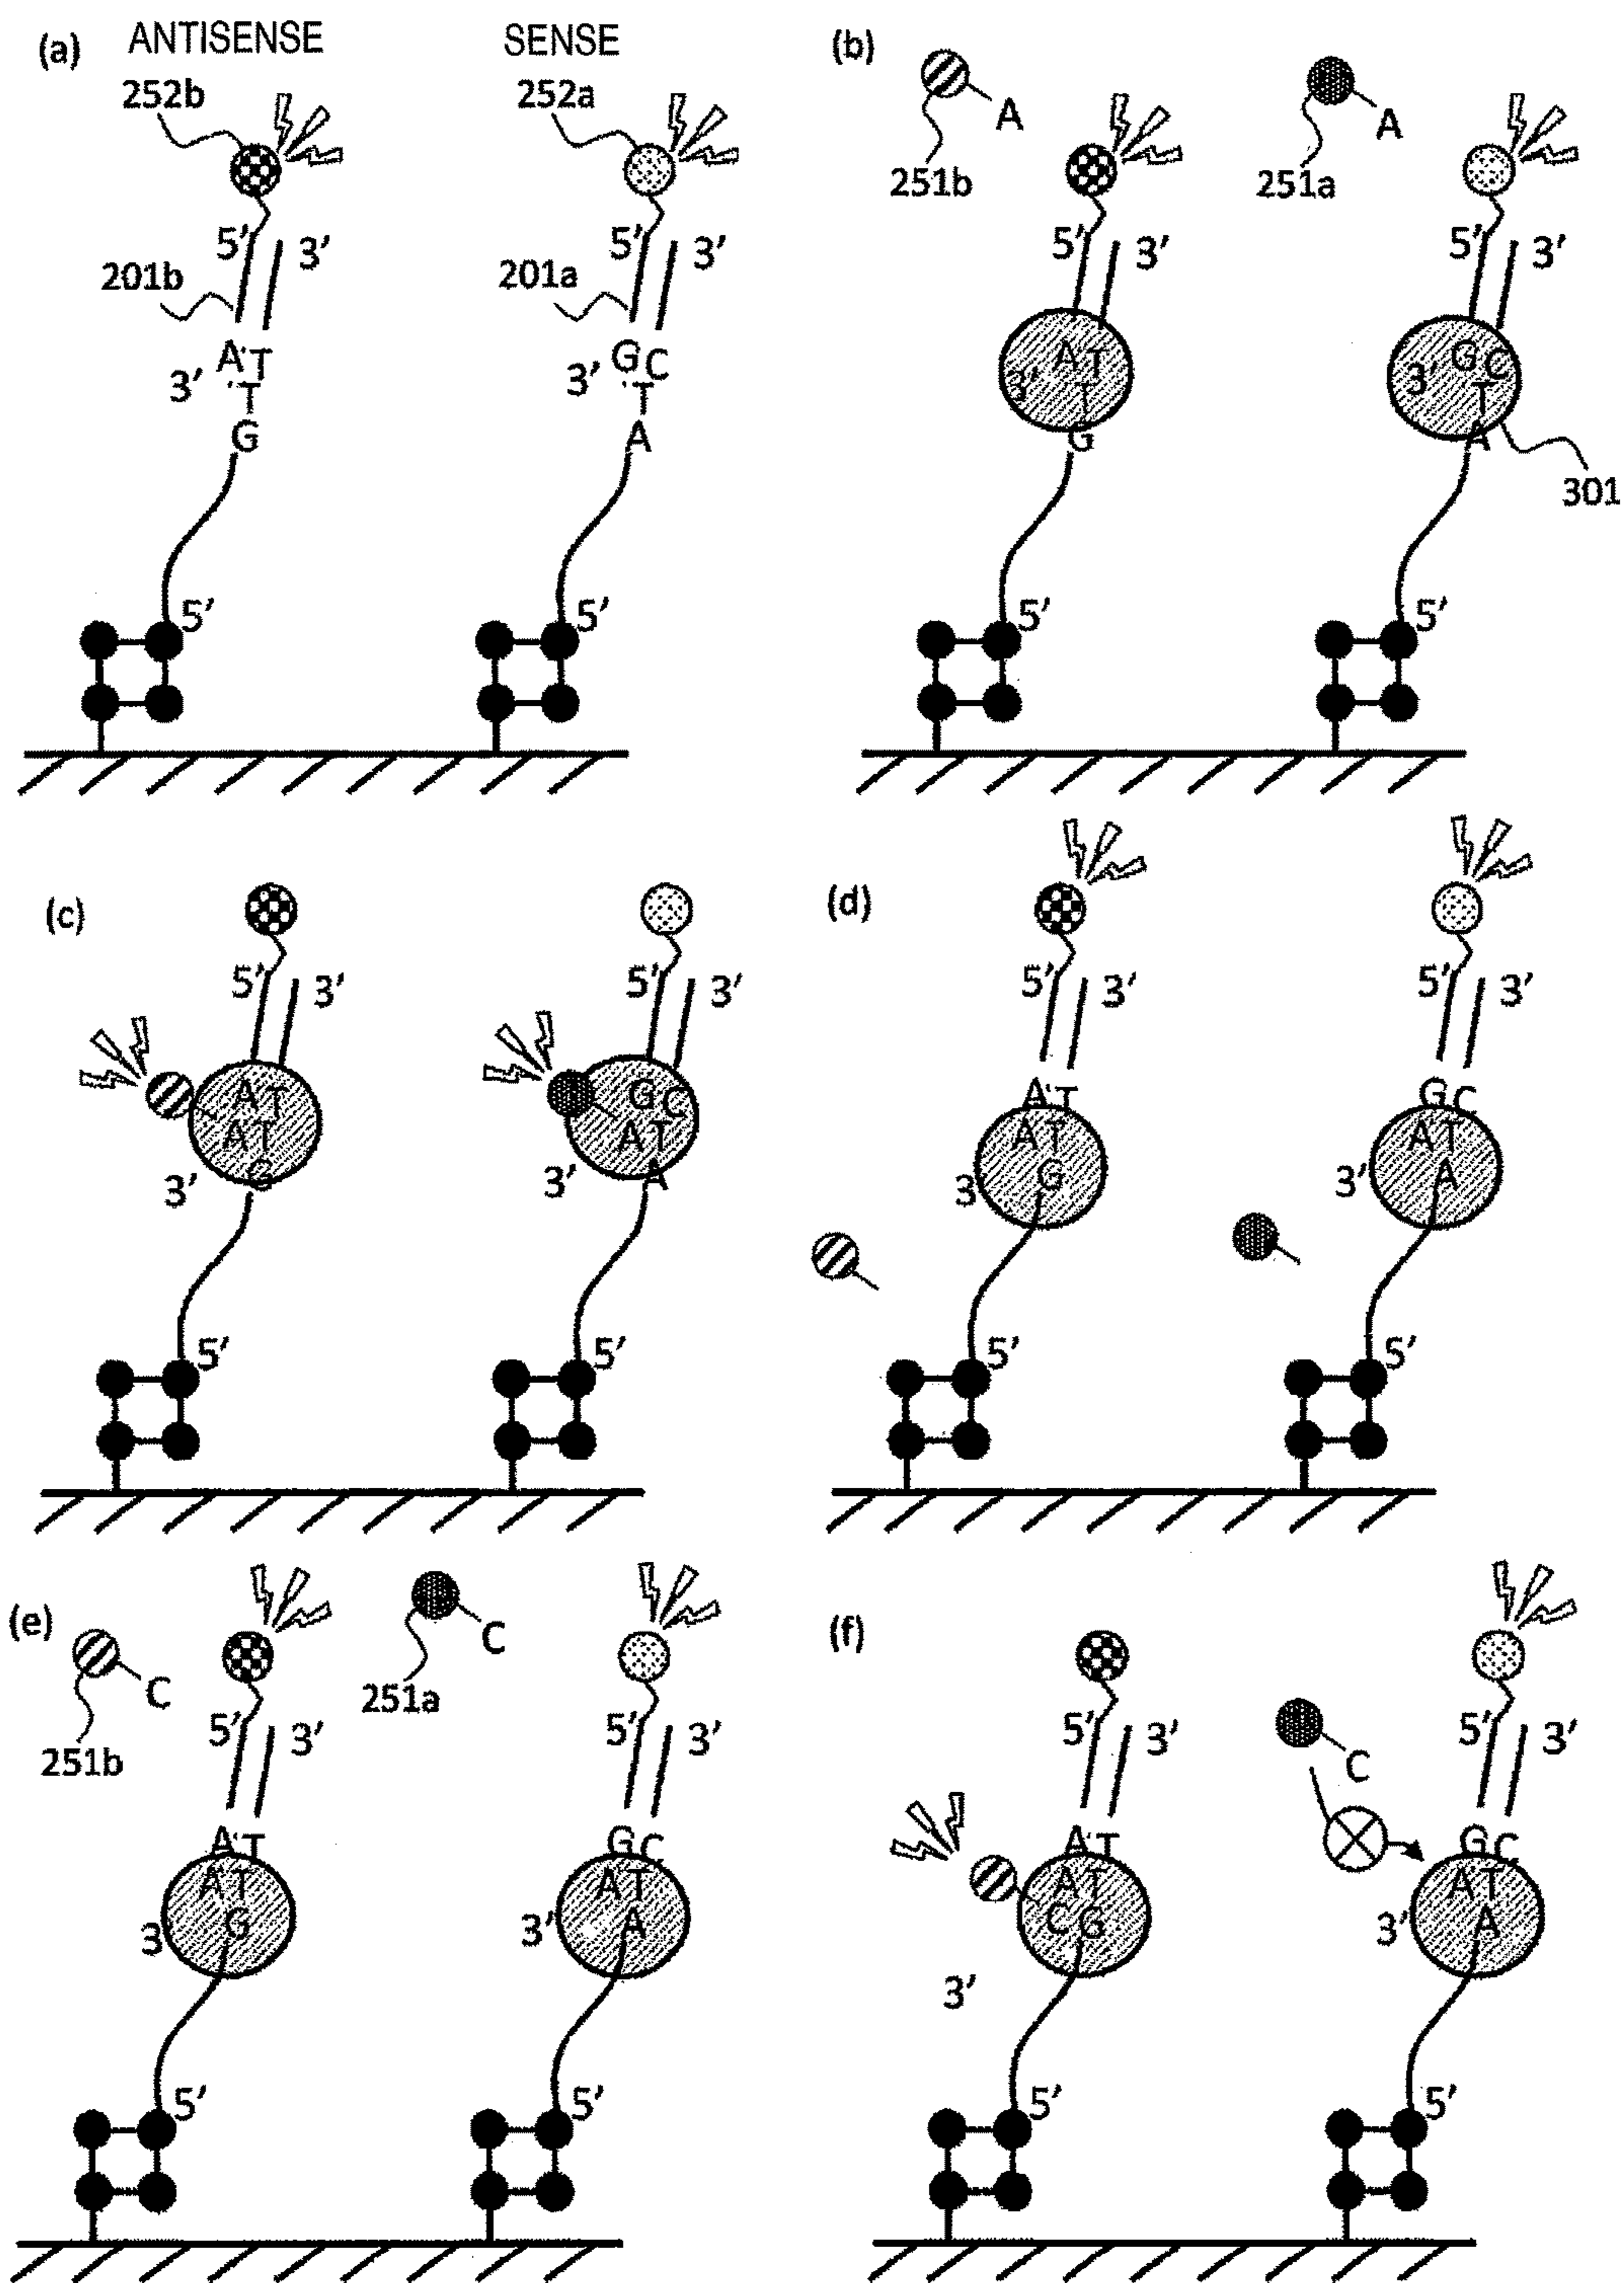 (a) ANTISENSE SENSE
252b 252a
5' 3' 5' 3'
201b 201a
A T G C
3' T 3' T
G A
5' 5'
(b)
A A
251b 251a
5' 3' 5' 3'
A T G C
3' T 3' T
G A
301
5' 5'
(c)
5' 3' 5' 3'
A T G C
A T A T
3' G 3' A
5' 5'
(d)
5' 3' 5' 3'
A T G C
A T A T
3 G 3' A
5' 5'
(e)
C C
251b 251a
5' 3' 5' 3'
A T G C
A T A T
3 G 3' A
5' 5'
(f)
5' 3' C 5' 3'
A T G C
A T A T
C G 3' A
3'
5' 5'